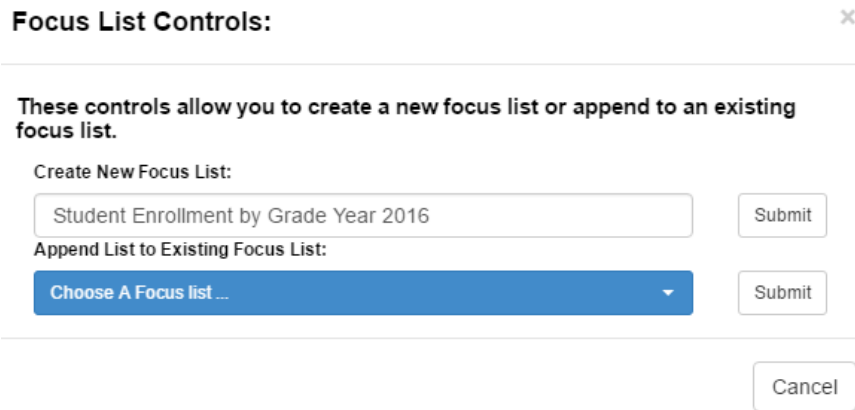 Focus List Controls:
×
These controls allow you to create a new focus list or append to an existing
focus list.
Create New Focus List:
Student Enrollment by Grade Year 2016
Submit
Append List to Existing Focus List:
Choose A Focus list ...
Submit
Cancel